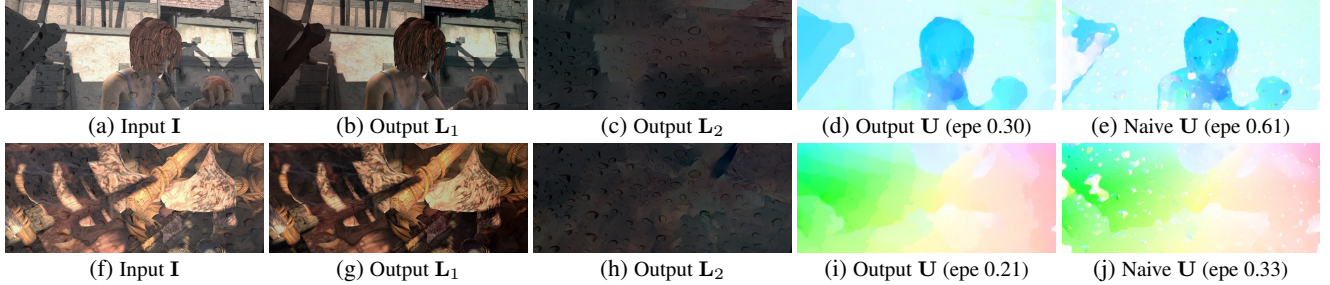 (a) Input I
(b) Output L₁
(c) Output L₂
(d) Output U (epe 0.30)
(e) Naive U (epe 0.61)
(f) Input I
(g) Output L₁
(h) Output L₂
(i) Output U (epe 0.21)
(j) Naive U (epe 0.33)